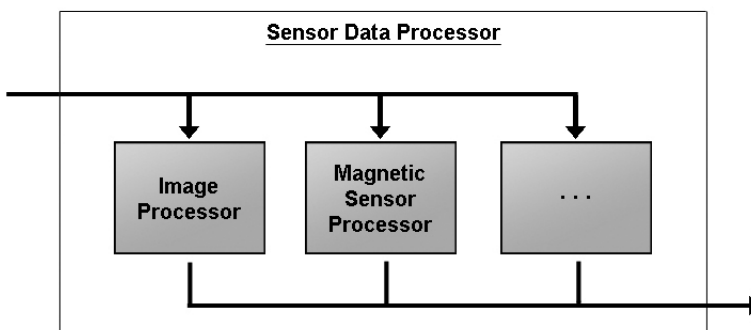 Sensor Data Processor
Image
Processor
Magnetic
Sensor
Processor
. . .